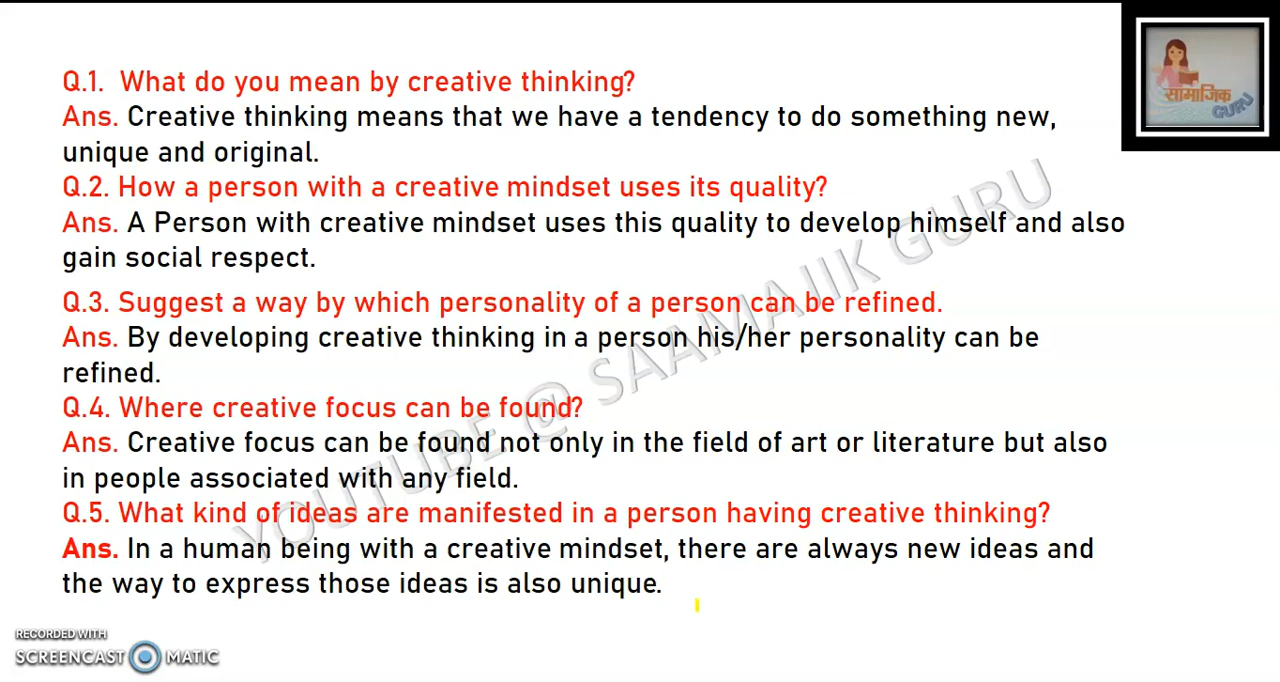 Q.1. What do you mean by creative thinking?
Ans. Creative thinking means that we have a tendency to do something new,
unique and original.
Q.2. How a person with a creative mindset uses its quality?
Ans. A Person with creative mindset uses this quality to develop himself and also
gain social respect.
Q.3. Suggest a way by which personality of a person can be refined.
Ans. By developing creative thinking in a person his/her personality can be
refined.
Q.4. Where creative focus can be found?
Ans. Creative focus can be found not only in the field of art or literature but also
in people associated with any field.
Q.5. What kind of ideas are manifested in a person having creative thinking?
Ans. In a human being with a creative mindset, there are always new ideas and
the way to express those ideas is also unique.
YOUTUBE @ SAAMAJIK GURU
सामाजिक
GURU
RECORDED WITH
SCREENCAST MATIC